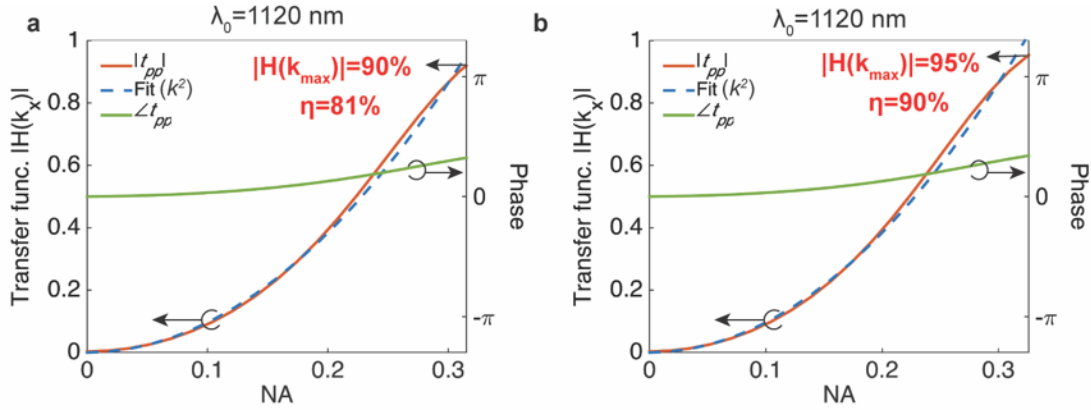 a
λ₀=1120 nm
1
0.8
0.6
0.4
0.2
0
Transfer func. |H(kₓ)|
|tₚₚ|
Fit (k²)
∠tₚₚ
|H(kₘₐₓ)|=90%
η=81%
π
0
-π
Phase
0
0.1
0.2
0.3
NA
b
λ₀=1120 nm
1
0.8
0.6
0.4
0.2
0
Transfer func. |H(kₓ)|
|tₚₚ|
Fit (k²)
∠tₚₚ
|H(kₘₐₓ)|=95%
η=90%
π
0
-π
Phase
0
0.1
0.2
0.3
NA